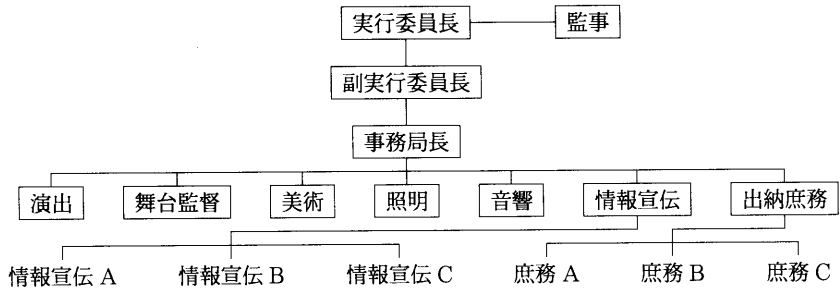 実行委員長 監事
副実行委員長
事務局長
演出 舞台監督 美術 照明 音響 情報宣伝 出納庶務
情報宣伝 A 情報宣伝 B 情報宣伝 C 庶務 A 庶務 B 庶務 C